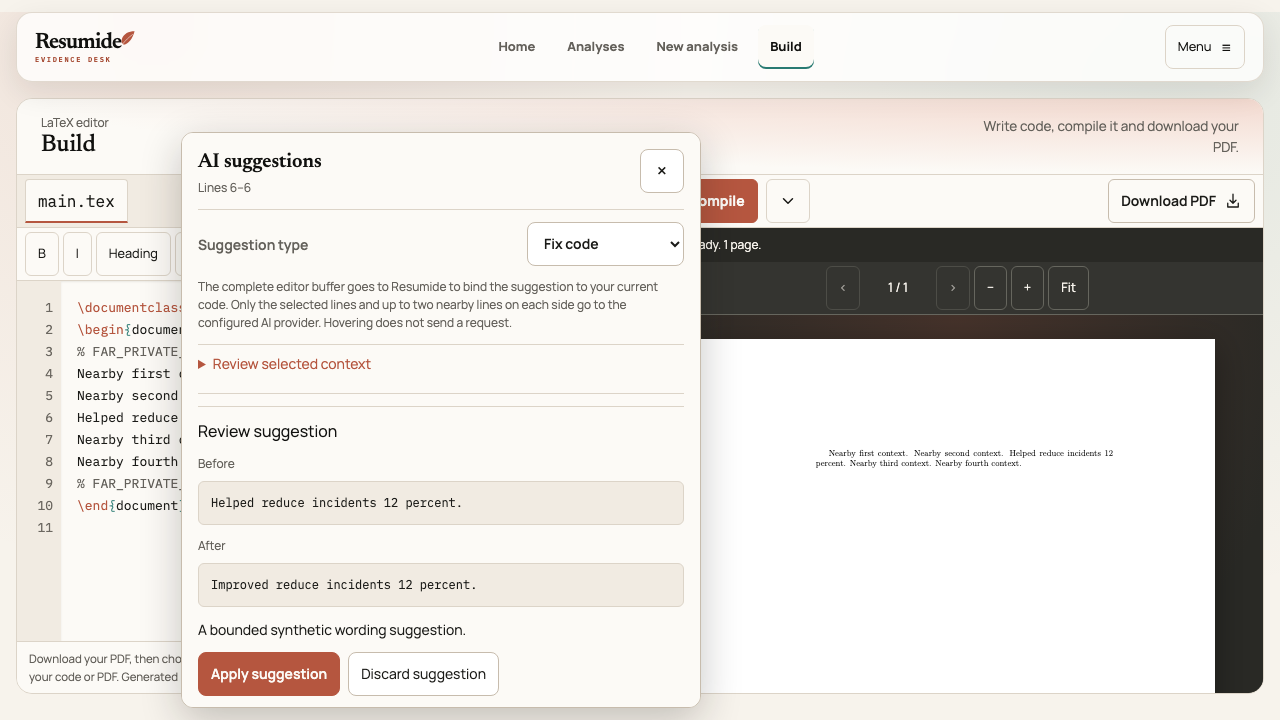 Resumide
EVIDENCE DESK
Home
Analyses
New analysis
Build
Menu ≡
LaTeX editor
Build
Write code, compile it and download your
PDF.
AI suggestions
Lines 6–6
×
Suggestion type
Fix code
The complete editor buffer goes to Resumide to bind the suggestion to your current
code. Only the selected lines and up to two nearby lines on each side go to the
configured AI provider. Hovering does not send a request.
Review selected context
Review suggestion
Before
Helped reduce incidents 12 percent.
After
Improved reduce incidents 12 percent.
A bounded synthetic wording suggestion.
Apply suggestion
Discard suggestion
main.tex
Download PDF
B
I
Heading
1 / 1
‹
›
−
+
Fit
1 page.
1
2 \begin{
3 % FAR_PRIVATE_
4 Nearby first
5 Nearby second
6 Helped reduce
7 Nearby third
8 Nearby fourth
9 % FAR_PRIVATE_
10 \end{document
11
Download your PDF, then
your code or PDF. Generated
Nearby first context. Nearby second context. Helped reduce incidents 12
percent. Nearby third context. Nearby fourth context.